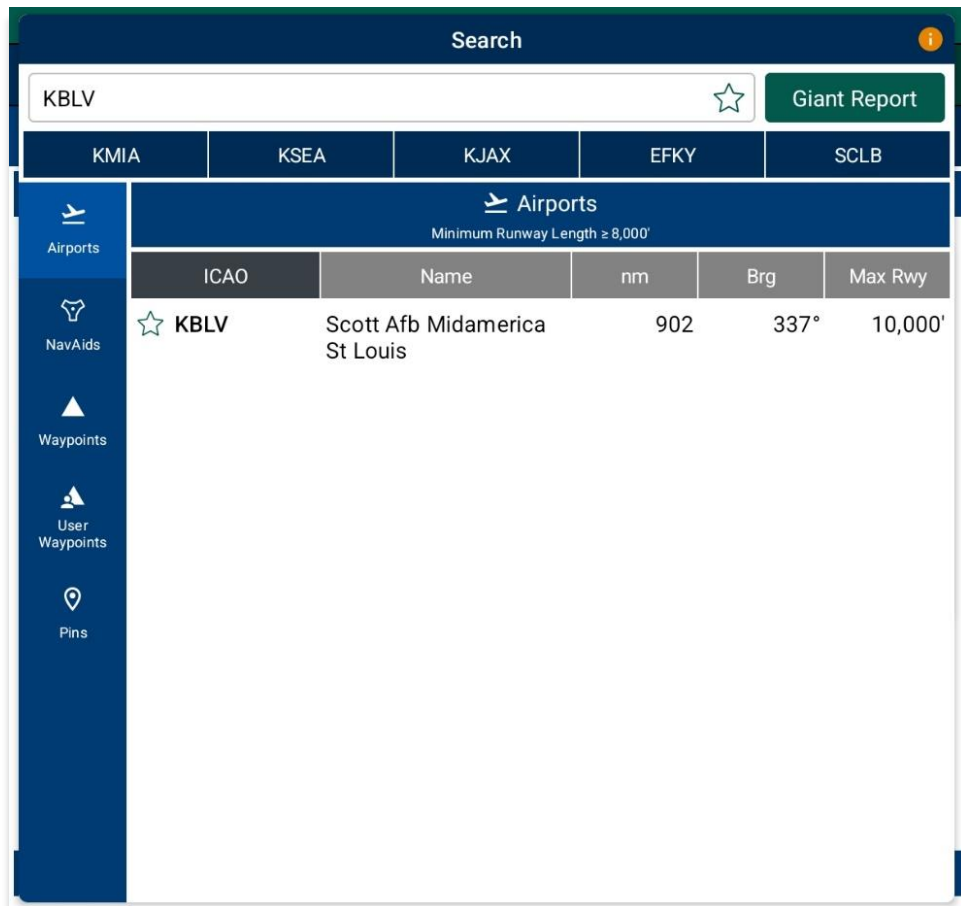 Search
KBLV
Giant Report
KMIA KSEA KJAX EFKY SCLB
Airports
Airports
Minimum Runway Length ≥ 8,000'
ICAO Name nm Brg Max Rwy
KBLV Scott Afb Midamerica 902 337° 10,000'
St Louis
NavAids
Waypoints
User
Waypoints
Pins